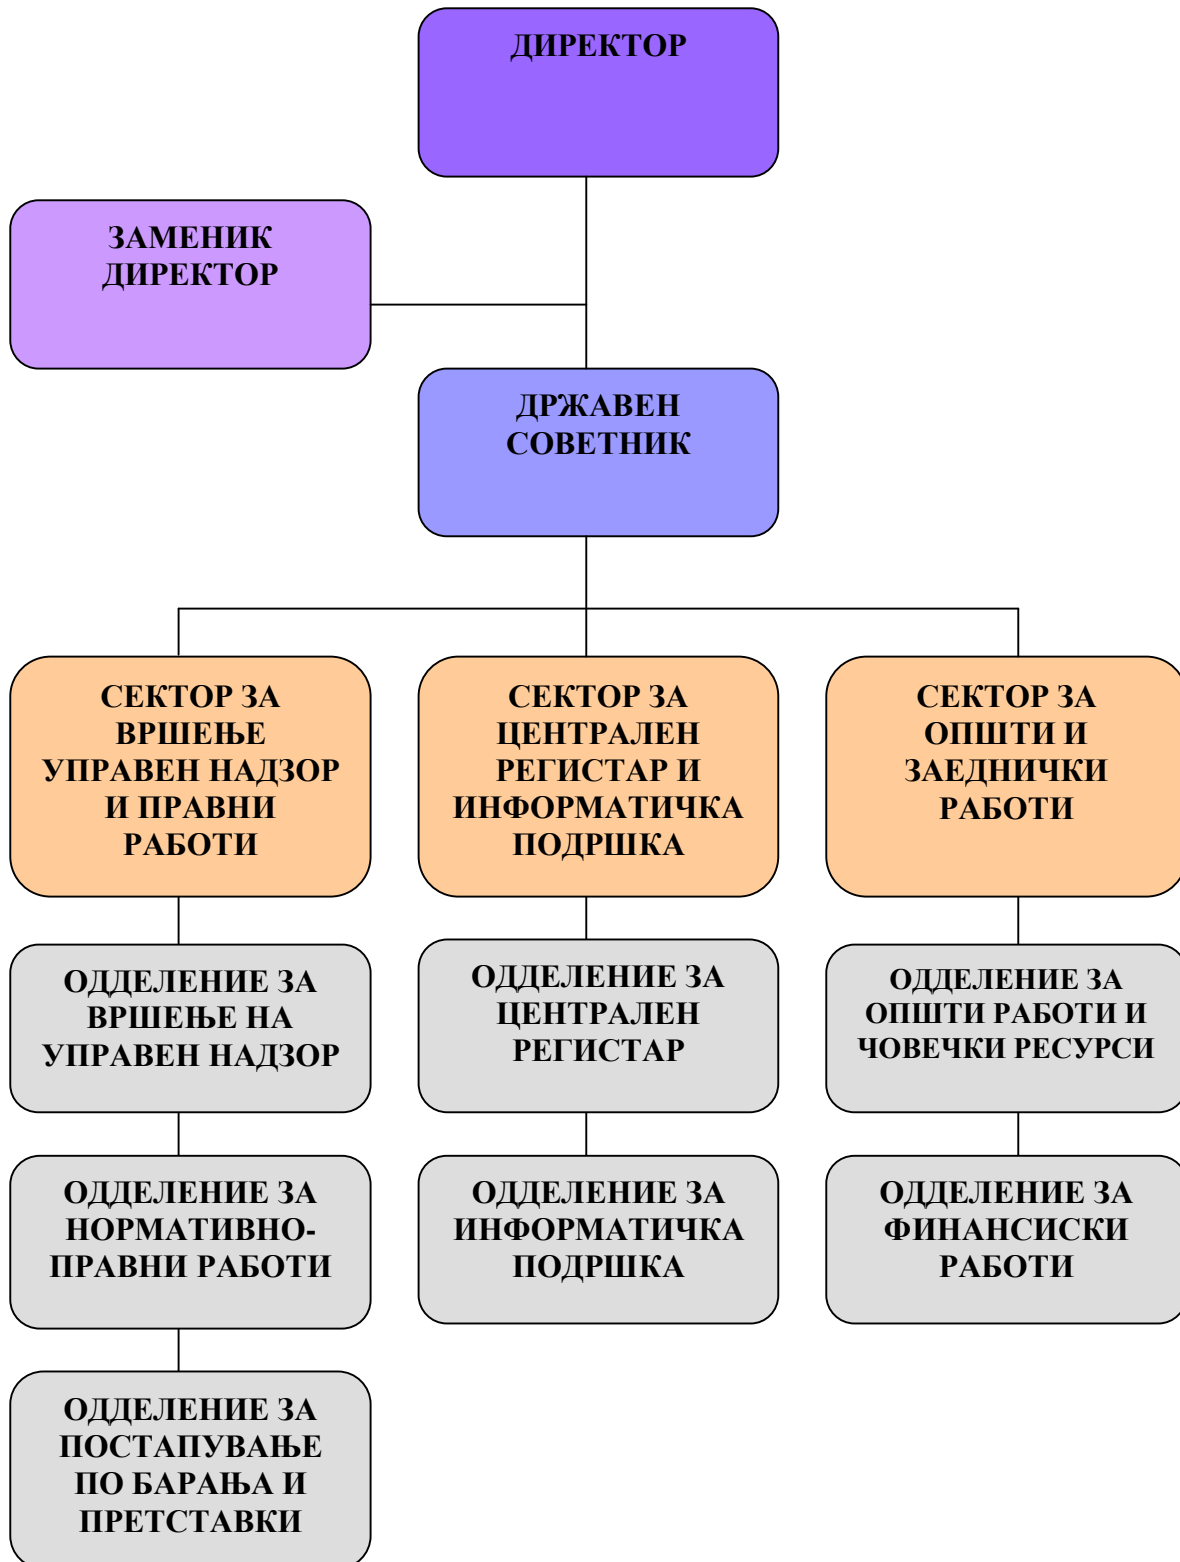 ДИРЕКТОР
ЗАМЕНИК
ДИРЕКТОР
ДРЖАВЕН
СОВЕТНИК
СЕКТОР ЗА
ВРШЕЊЕ
УПРАВЕН НАДЗОР
И ПРАВНИ
РАБОТИ
СЕКТОР ЗА
ЦЕНТРАЛЕН
РЕГИСТАР И
ИНФОРМАТИЧКА
ПОДРШКА
СЕКТОР ЗА
ОПШТИ И
ЗАЕДНИЧКИ
РАБОТИ
ОДДЕЛЕНИЕ ЗА
ВРШЕЊЕ НА
УПРАВЕН НАДЗОР
ОДДЕЛЕНИЕ ЗА
ЦЕНТРАЛЕН
РЕГИСТАР
ОДДЕЛЕНИЕ ЗА
ОПШТИ РАБОТИ И
ЧОВЕЧКИ РЕСУРСИ
ОДДЕЛЕНИЕ ЗА
НОРМАТИВНО-
ПРАВНИ РАБОТИ
ОДДЕЛЕНИЕ ЗА
ИНФОРМАТИЧКА
ПОДРШКА
ОДДЕЛЕНИЕ ЗА
ФИНАНСИСКИ
РАБОТИ
ОДДЕЛЕНИЕ ЗА
ПОСТАПУВАЊЕ
ПО БАРАЊА И
ПРЕТСТАВКИ